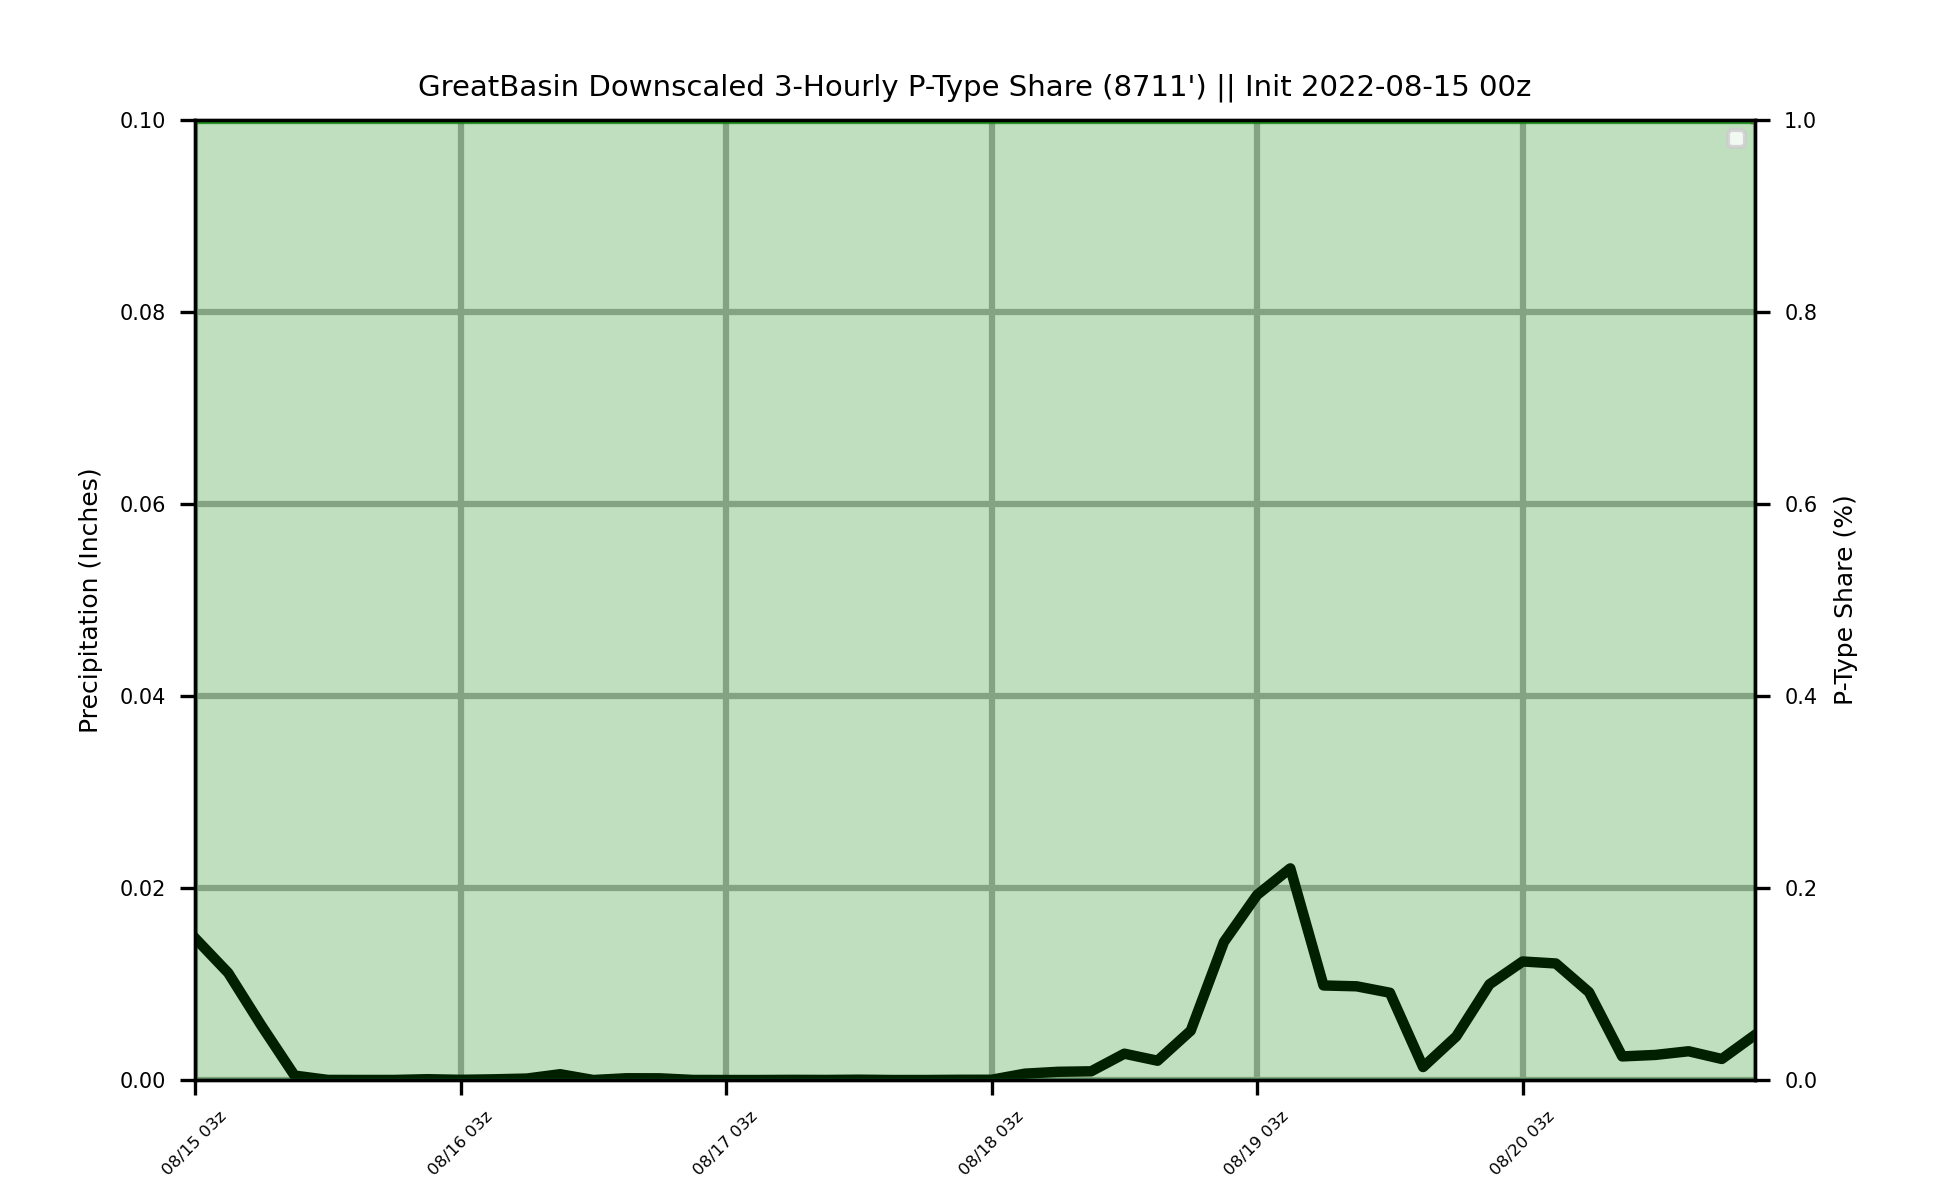 GreatBasin Downscaled 3-Hourly P-Type Share (8711') || Init 2022-08-15 00z
Precipitation (Inches)
0.10
0.08
0.06
0.04
0.02
0.00
1.0
0.8
0.6
0.4
0.2
0.0
P-Type Share (%)
08/15 03z
08/16 03z
08/17 03z
08/18 03z
08/19 03z
08/20 03z